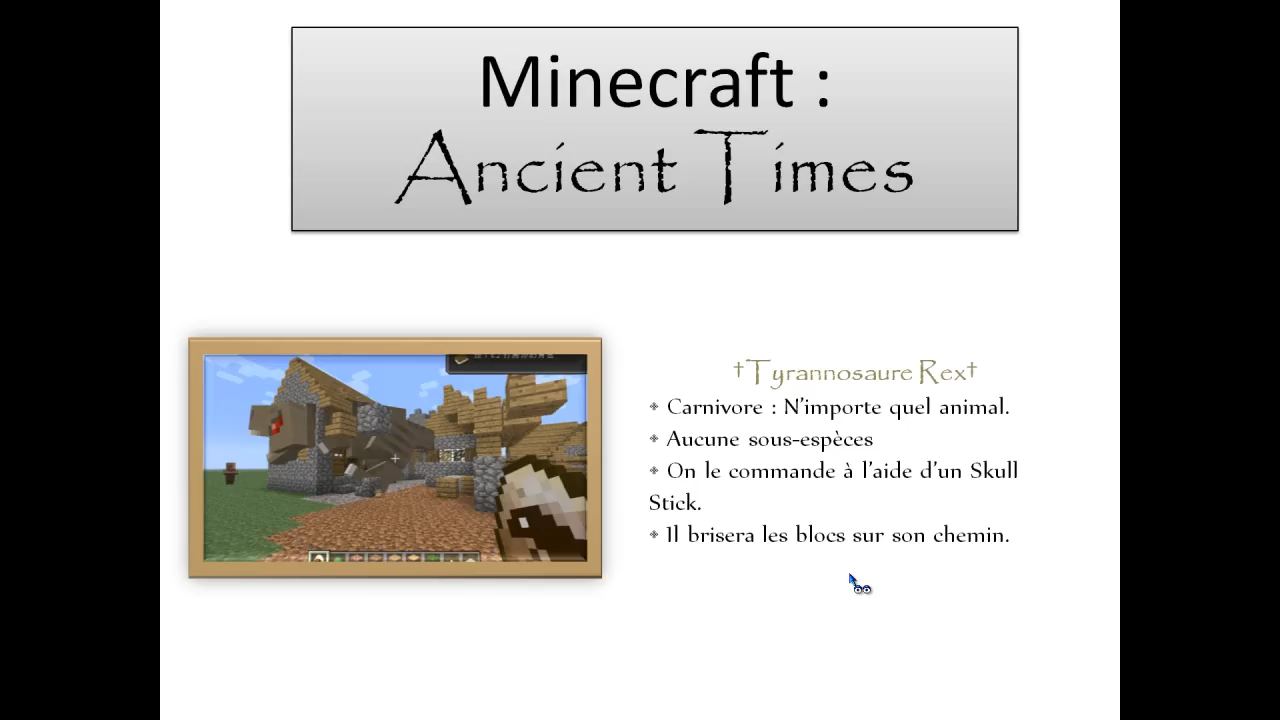 Minecraft :
Ancient Times
†Tyrannosaure Rex†
Carnivore : N'importe quel animal.
Aucune sous-espèces
On le commande à l'aide d'un Skull
Stick.
Il brisera les blocs sur son chemin.